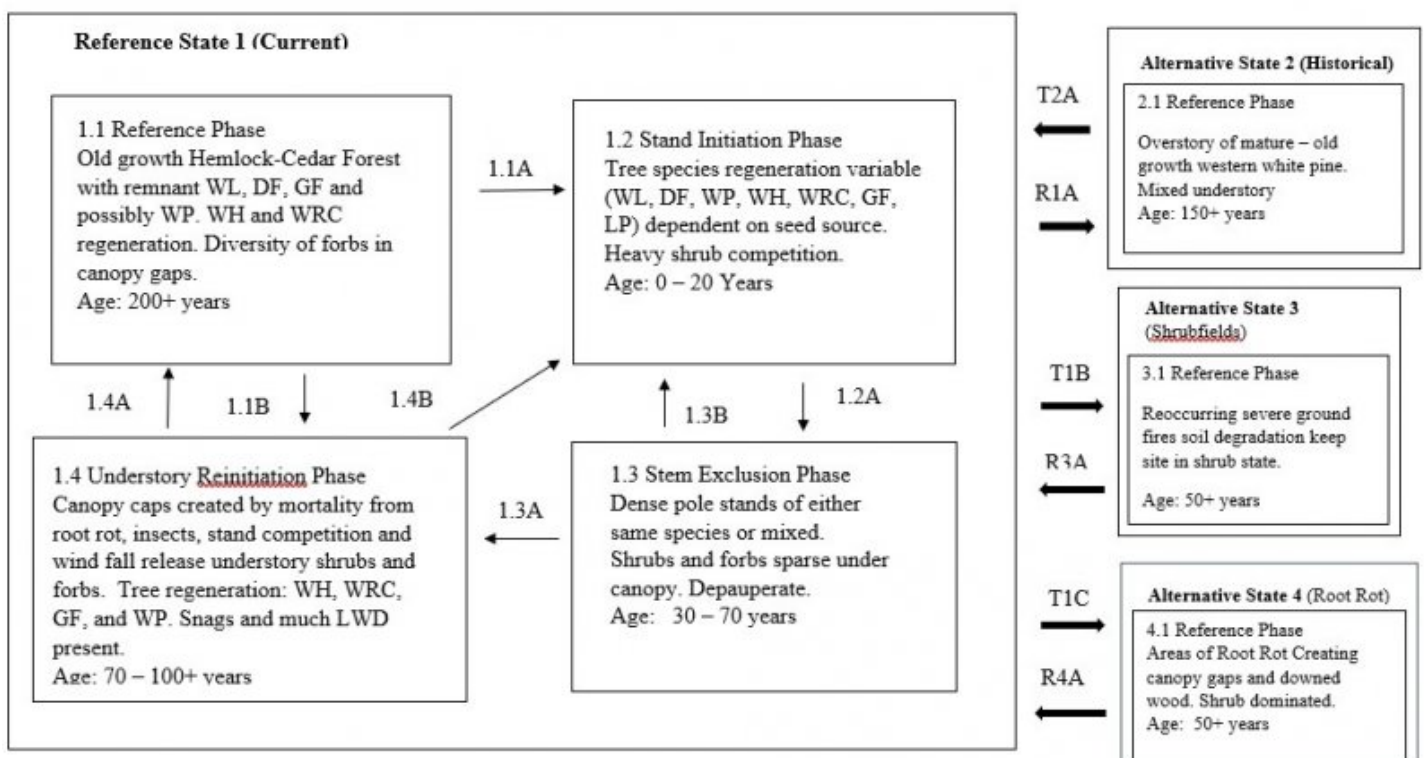 Reference State 1 (Current)
1.1 Reference Phase
Old growth Hemlock-Cedar Forest
with remnant WL, DF, GF and
possibly WP. WH and WRC
regeneration. Diversity of forbs in
canopy gaps.
Age: 200+ years
1.1A
1.2 Stand Initiation Phase
Tree species regeneration variable
(WL, DF, WP, WH, WRC, GF,
LP) dependent on seed source.
Heavy shrub competition.
Age: 0 – 20 Years
1.4A
1.1B
1.4B
1.3B
1.2A
1.4 Understory Reinitiation Phase
Canopy caps created by mortality from
root rot, insects, stand competition and
wind fall release understory shrubs and
forbs. Tree regeneration: WH, WRC,
GF, and WP. Snags and much LWD
present.
Age: 70 – 100+ years
1.3A
1.3 Stem Exclusion Phase
Dense pole stands of either
same species or mixed.
Shrubs and forbs sparse under
canopy. Depauperate.
Age: 30 – 70 years
T2A
R1A
Alternative State 2 (Historical)
2.1 Reference Phase
Overstory of mature – old
growth western white pine.
Mixed understory
Age: 150+ years
T1B
R3A
Alternative State 3
(Shrubfields)
3.1 Reference Phase
Reoccurring severe ground
fires soil degradation keep
site in shrub state.
Age: 50+ years
T1C
R4A
Alternative State 4 (Root Rot)
4.1 Reference Phase
Areas of Root Rot Creating
canopy gaps and downed
wood. Shrub dominated.
Age: 50+ years